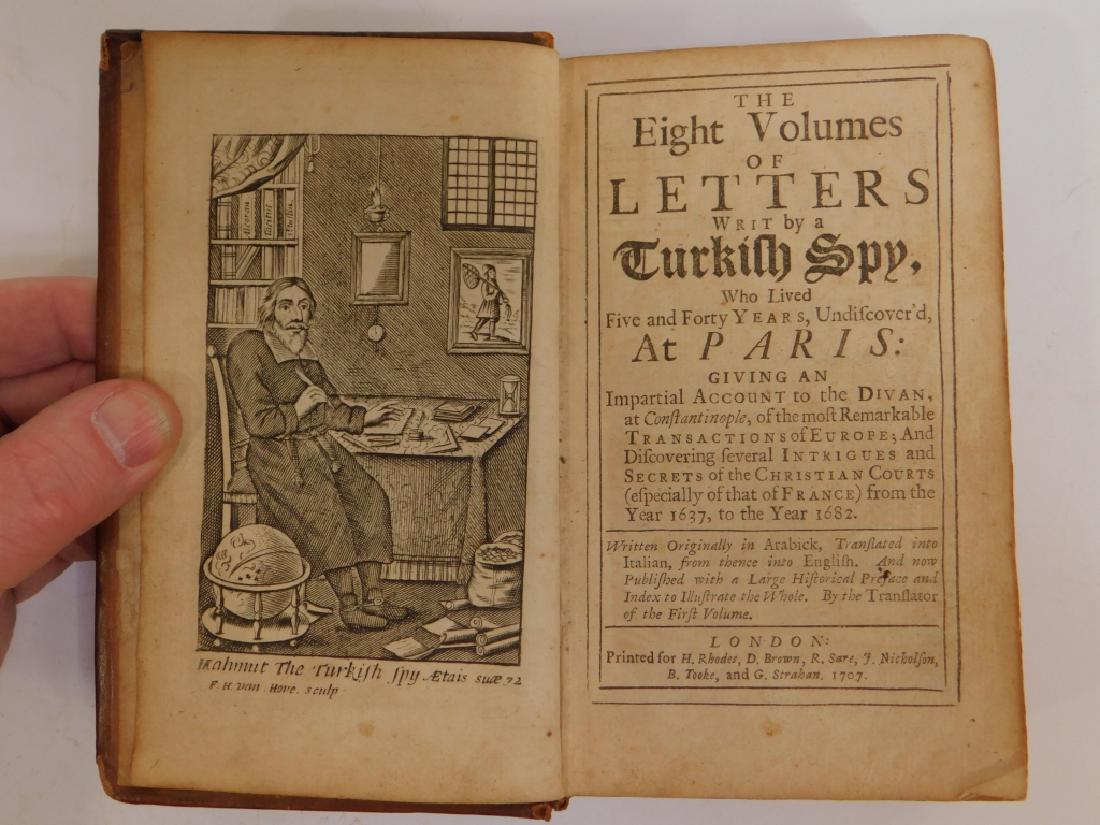 Alcoran
Tacitus
Mahmut The Turkish spy Ætatis suæ 72
F. H. van. Hove. sculp
THE
Eight Volumes
OF
LETTERS
WRIT by a
Turkiſh Spy,
Who Lived
Five and Forty YEARS, Undiſcover'd,
At PARIS:
GIVING AN
Impartial ACCOUNT to the DIVAN,
at Conſtantinople, of the moſt Remarkable
TRANSACTIONS of EUROPE; And
Diſcovering ſeveral INTRIGUES and
SECRETS of the CHRISTIAN COURTS
(eſpecially of that of FRANCE) from the
Year 1637, to the Year 1682.
Written Originally in Arabick, Tranſlated into
Italian, from thence into Engliſh. And now
Publiſhed with a Large Hiſtorical Preface and
Index to Illuſtrate the Whole. By the Tranſlator
of the Firſt Volume.
LONDON:
Printed for H. Rhodes, D. Brown, R. Sare, J. Nicholſon,
B. Tooke, and G. Strahan. 1707.